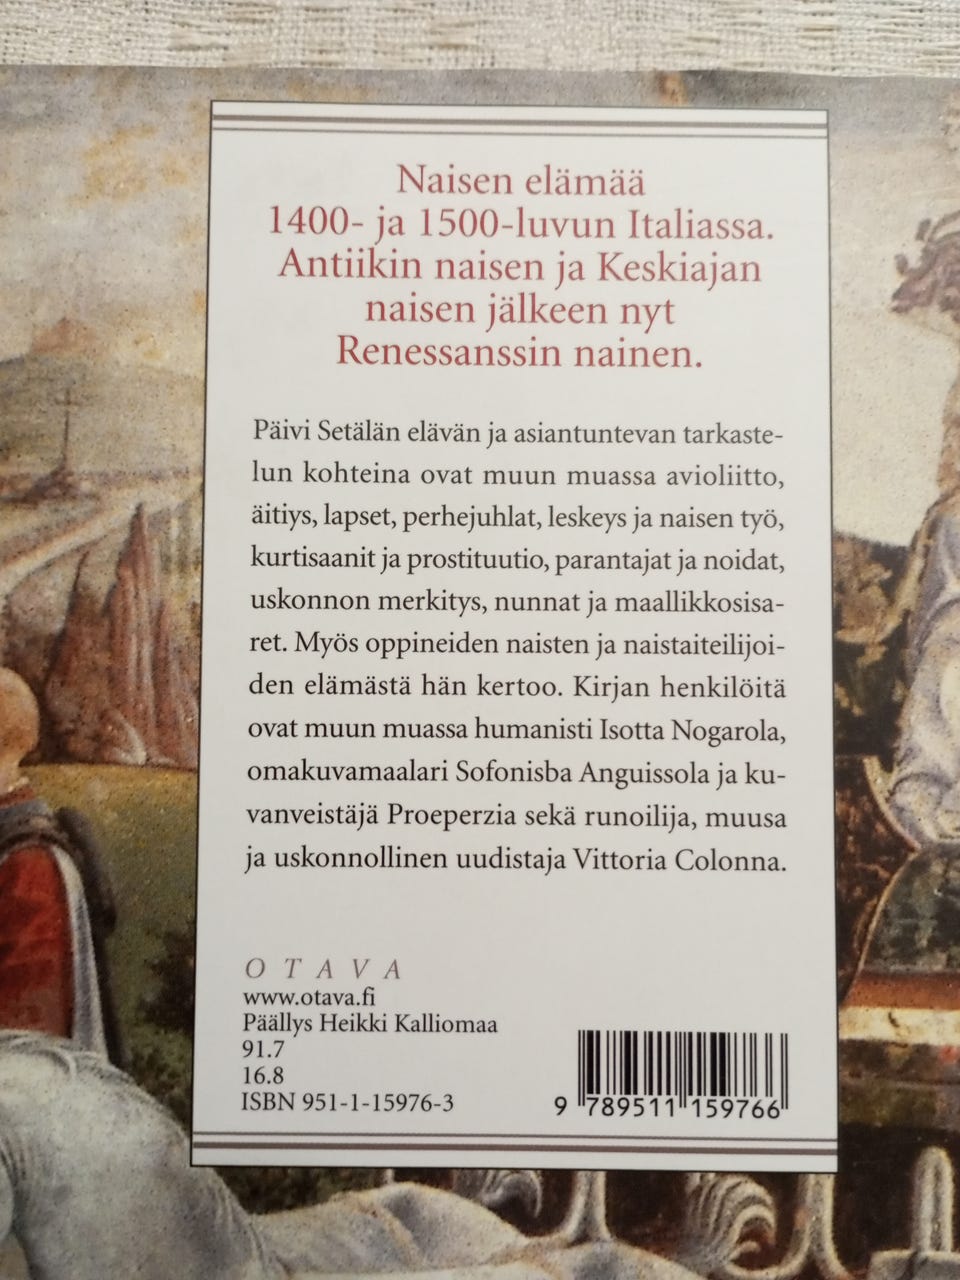 Naisen elämää
1400- ja 1500-luvun Italiassa.
Antiikin naisen ja Keskiajan
naisen jälkeen nyt
Renessanssin nainen.
Päivi Setälän elävän ja asiantuntevan tarkaste-
lun kohteina ovat muun muassa avioliitto,
äitiys, lapset, perhejuhlat, leskeys ja naisen työ,
kurtisaanit ja prostituutio, parantajat ja noidat,
uskonnon merkitys, nunnat ja maallikkosisa-
ret. Myös oppineiden naisten ja naistaiteilijoi-
den elämästä hän kertoo. Kirjan henkilöitä
ovat muun muassa humanisti Isotta Nogarola,
omakuvamaalari Sofonisba Anguissola ja ku-
vanveistäjä Proeperzia sekä runoilija, muusa
ja uskonnollinen uudistaja Vittoria Colonna.
OTAVA
www.otava.fi
Päällys Heikki Kalliomaa
91.7
16.8
ISBN 951-1-15976-3
9 789511 159766